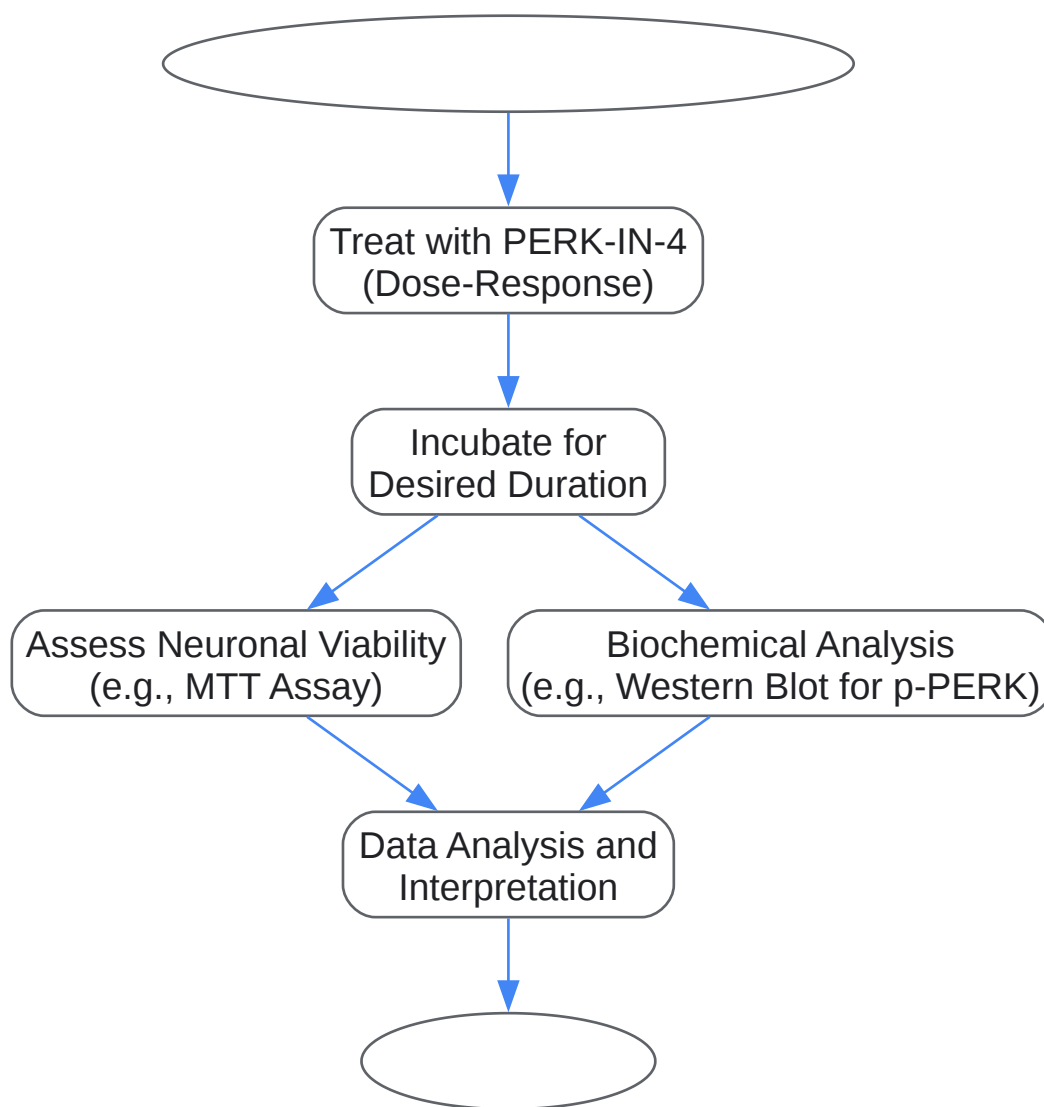 Treat with PERK-IN-4
(Dose-Response)
Incubate for
Desired Duration
Assess Neuronal Viability
(e.g., MTT Assay)
Biochemical Analysis
(e.g., Western Blot for p-PERK)
Data Analysis and
Interpretation